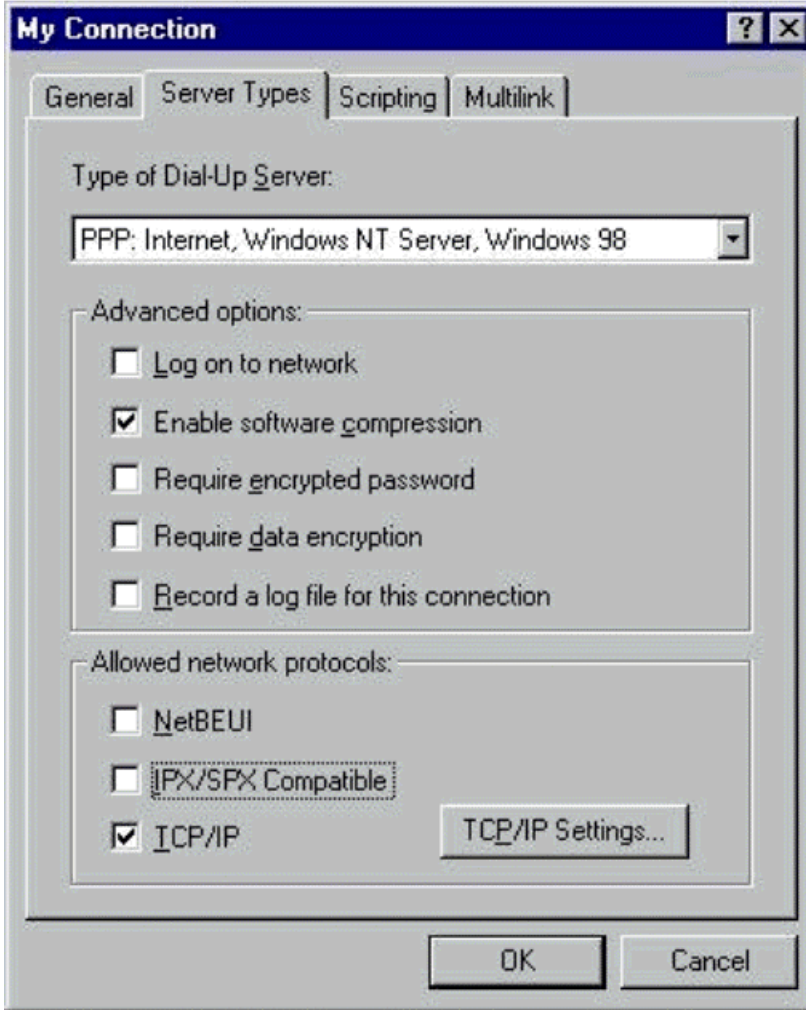 My Connection
General Server Types Scripting Multilink
Type of Dial-Up Server:
PPP: Internet, Windows NT Server, Windows 98
Advanced options:
Log on to network
Enable software compression
Require encrypted password
Require data encryption
Record a log file for this connection
Allowed network protocols:
NetBEUI
IPX/SPX Compatible
TCP/IP TCP/IP Settings...
OK Cancel